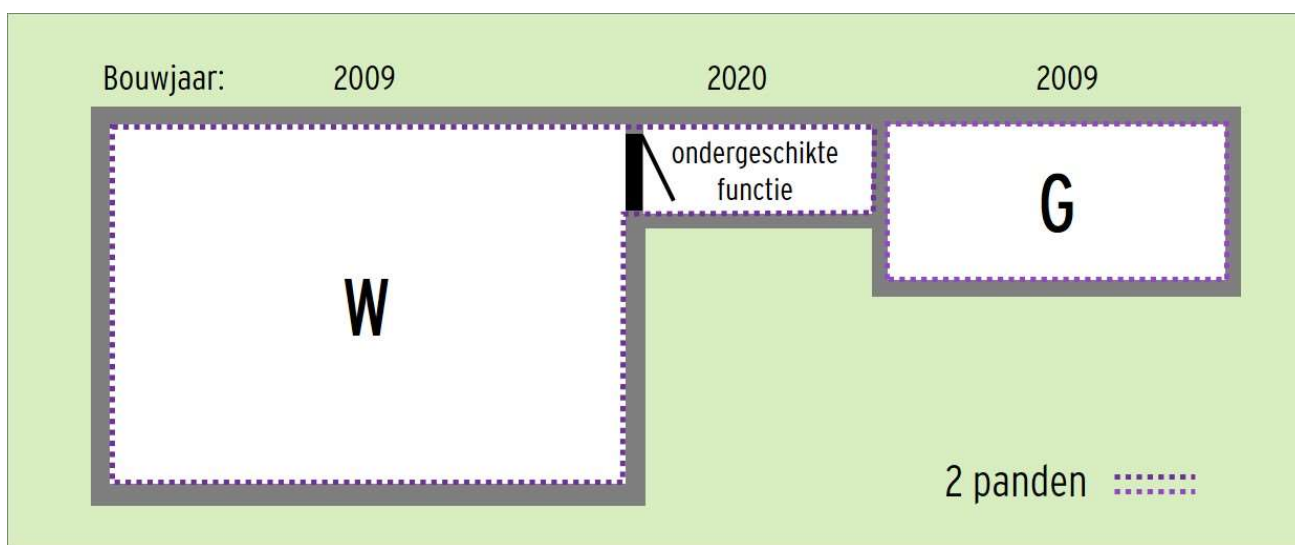 Bouwjaar: 2009 2020 2009
ondergeschikte
functie
W
G
2 panden